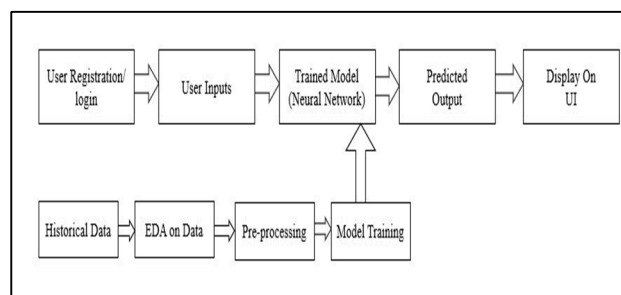 User Registration/
login
User Inputs
Trained Model
(Neural Network)
Predicted
Output
Display On
UI
Historical Data
EDA on Data
Pre-processing
Model Training